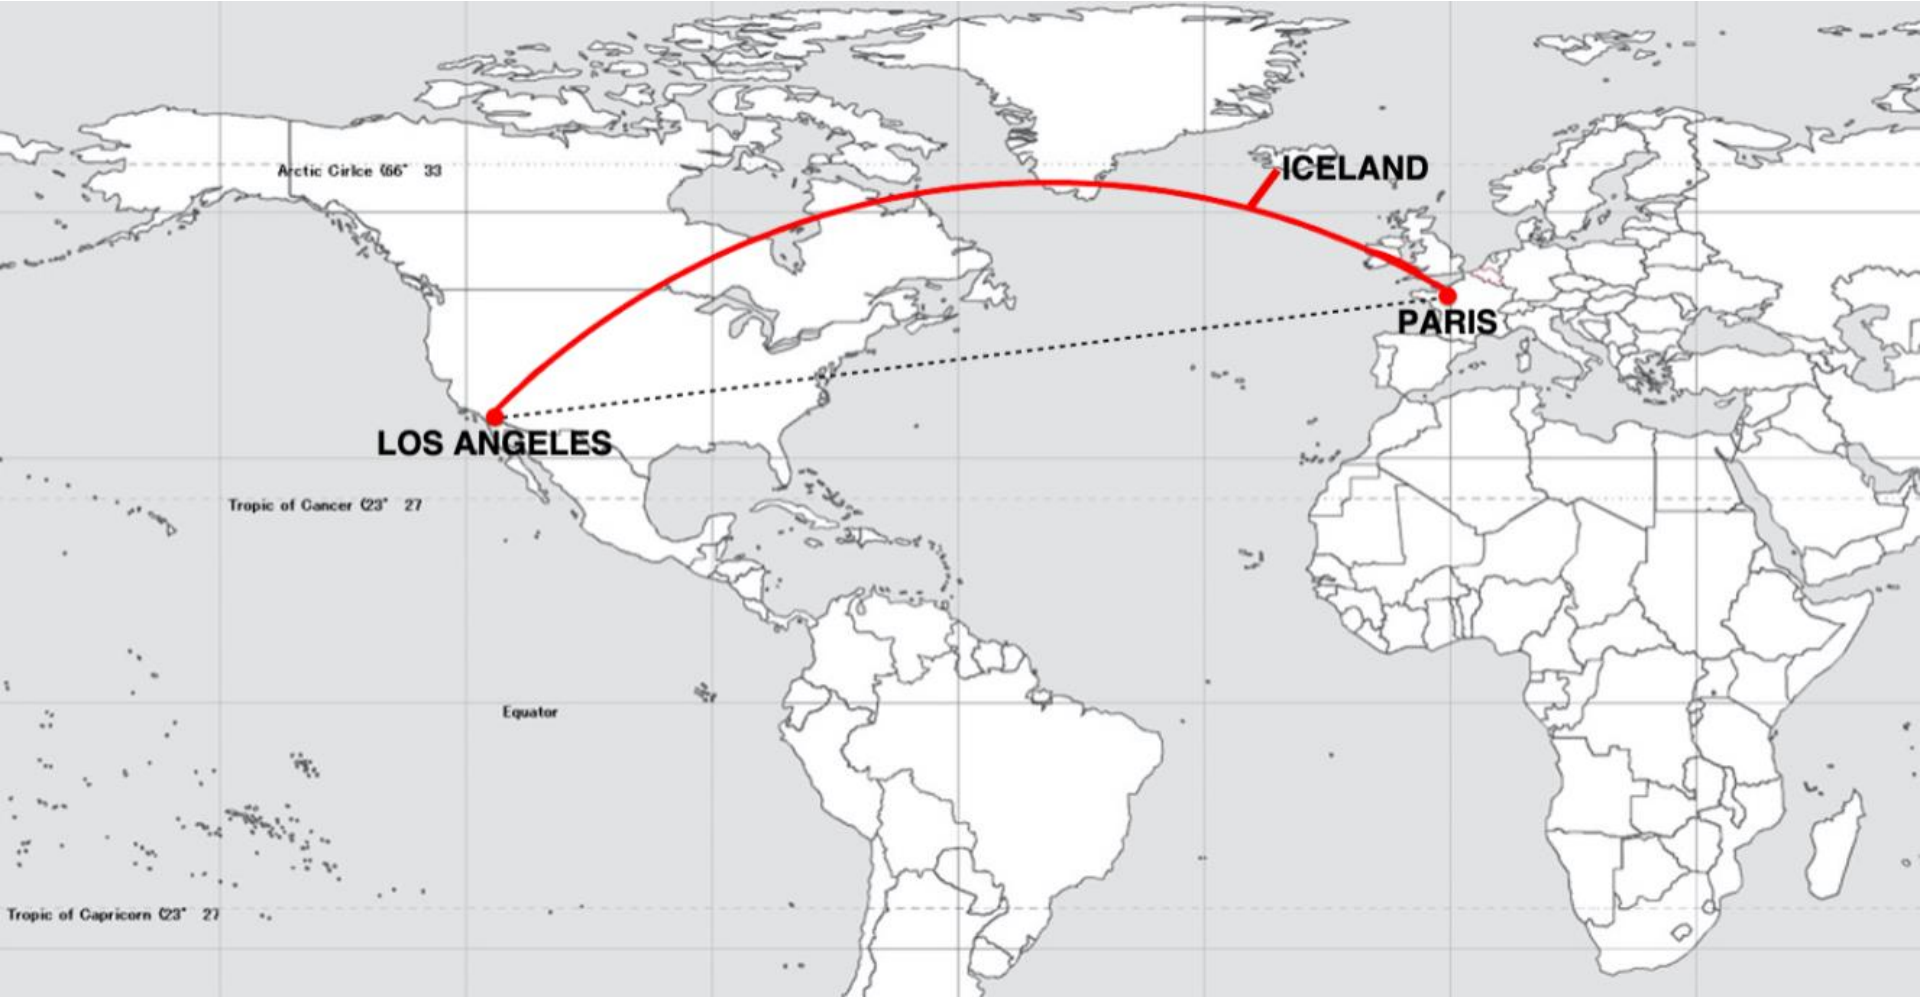 Arctic Cirlce (66° 33
ICELAND
PARIS
LOS ANGELES
Tropic of Cancer (23° 27
Equator
Tropic of Capricorn (23° 27